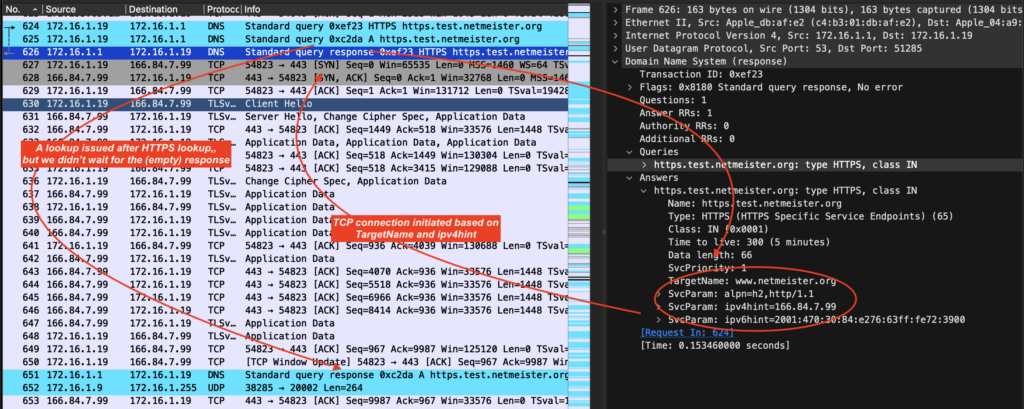 No. Source Destination Protocc Info
624 172.16.1.19 172.16.1.1 DNS Standard query 0xef23 HTTPS https.test.netmeister.org
625 172.16.1.19 172.16.1.1 DNS Standard query 0xc2da A https.test.netmeister.org
626 172.16.1.1 172.16.1.19 DNS Standard query response 0xef23 HTTPS https.test.netmeister
627 172.16.1.19 166.84.7.99 TCP 54823 → 443 [SYN] Seq=0 Win=65535 Len=0 MSS=1460 WS=64 TS
628 166.84.7.99 172.16.1.19 TCP 443 → 54823 [SYN, ACK] Seq=0 Ack=1 Win=32768 Len=0 MSS=146
629 172.16.1.19 166.84.7.99 TCP 54823 → 443 [ACK] Seq=1 Ack=1 Win=131712 Len=0 TSval=19428
630 172.16.1.19 166.84.7.99 TLSv… Client Hello
631 166.84.7.99 172.16.1.19 TLSv… Server Hello, Change Cipher Spec, Application Data
632 166.84.7.99 172.16.1.19 TCP 443 → 54823 [ACK] Seq=1449 Ack=518 Win=33576 Len=1448 TSva
Application Data, Application Data, Application Data
[ACK] Seq=518 Ack=1449 Win=130304 Len=0 TSva
[ACK] Seq=518 Ack=3415 Win=129088 Len=0 TSva
A lookup issued after HTTPS lookup,,
but we didn't wait for the (empty) response
636 172.16.1.19 166.84.7.99 TLSv… Change Cipher Spec, Application Data
637 172.16.1.19 166.84.7.99 TLSv… Application Data
638 172.16.1.19 166.84.7.99 TLSv… Application Data
639 166.84.7.99 172.16.1.19 TLSv… Application Data
640 166.84.7.99 172.16.1.19 TLSv… Application Data
641 172.16.1.19 166.84.7.99 TCP Seq=936 Ack=4039 Win=130688 Len=0 TSva
TCP connection initiated based on
TargetName and ipv4hint
642 172.16.1.19 166.84.7.99 TLSv… Application Data
643 166.84.7.99 172.16.1.19 TCP 443 → 54823 [ACK] Seq=4070 Ack=936 Win=33576 Len=1448 TSva
644 166.84.7.99 172.16.1.19 TCP 443 → 54823 [ACK] Seq=5518 Ack=936 Win=33576 Len=1448 TSva
645 166.84.7.99 172.16.1.19 TCP 443 → 54823 [ACK] Seq=6966 Ack=936 Win=33576 Len=1448 TSva
646 166.84.7.99 172.16.1.19 TCP 443 → 54823 [ACK] Seq=8414 Ack=936 Win=33576 Len=1448 TSva
647 166.84.7.99 172.16.1.19 TLSv… Application Data
648 166.84.7.99 172.16.1.19 TLSv… Application Data
649 172.16.1.19 166.84.7.99 TCP 54823 → 443 [ACK] Seq=967 Ack=9987 Win=125120 Len=0 TSva
650 172.16.1.19 166.84.7.99 TCP [TCP Window Update] 54823 → 443 [ACK] Seq=967 Ack=9987 Win
651 172.16.1.1 172.16.1.19 DNS Standard query response 0xc2da A https.test.netmeister.org
652 172.16.1.19 172.16.1.255 UDP 38285 → 20002 Len=264
653 166.84.7.99 172.16.1.19 TCP 443 → 54823 [ACK] Seq=9987 Ack=967 Win=33576 Len=0 TSval=1
Frame 626: 163 bytes on wire (1304 bits), 163 bytes captured (1304 bits)
Ethernet II, Src: Apple_db:af:e2 (c4:b3:01:db:af:e2), Dst: Apple_04:a9:
Internet Protocol Version 4, Src: 172.16.1.1, Dst: 172.16.1.19
User Datagram Protocol, Src Port: 53, Dst Port: 51285
Domain Name System (response)
Transaction ID: 0xef23
Flags: 0x8180 Standard query response, No error
Questions: 1
Answer RRs: 1
Authority RRs: 0
Additional RRs: 0
Queries
https.test.netmeister.org: type HTTPS, class IN
Answers
https.test.netmeister.org: type HTTPS, class IN
Name: https.test.netmeister.org
Type: HTTPS (HTTPS Specific Service Endpoints) (65)
Class: IN (0x0001)
Time to live: 300 (5 minutes)
Data length: 66
SvcPriority: 1
TargetName: www.netmeister.org
SvcParam: alpn=h2,http/1.1
SvcParam: ipv4hint=166.84.7.99
SvcParam: ipv6hint=2001:470:30:84:e276:63ff:fe72:3900
[Request In: 624]
[Time: 0.153460000 seconds]